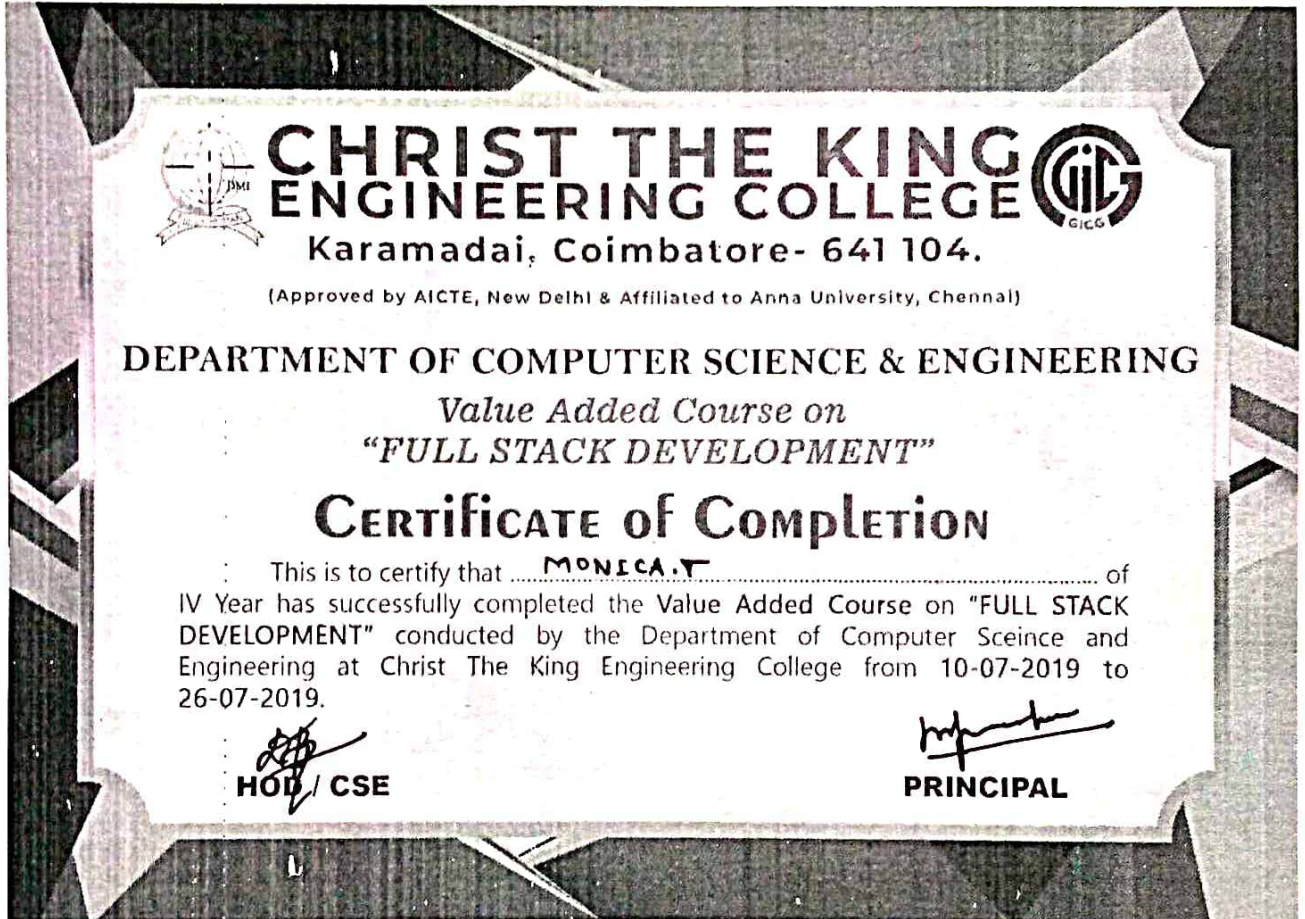 CHRIST THE KING
ENGINEERING COLLEGE
DMI
GICG
Karamadai, Coimbatore- 641 104.
(Approved by AICTE, New Delhi & Affiliated to Anna University, Chennai)
DEPARTMENT OF COMPUTER SCIENCE & ENGINEERING
Value Added Course on
“FULL STACK DEVELOPMENT”
Certificate of Completion
This is to certify that MONICA.T of
IV Year has successfully completed the Value Added Course on "FULL STACK
DEVELOPMENT" conducted by the Department of Computer Sceince and
Engineering at Christ The King Engineering College from 10-07-2019 to
26-07-2019.
HOD / CSE
PRINCIPAL